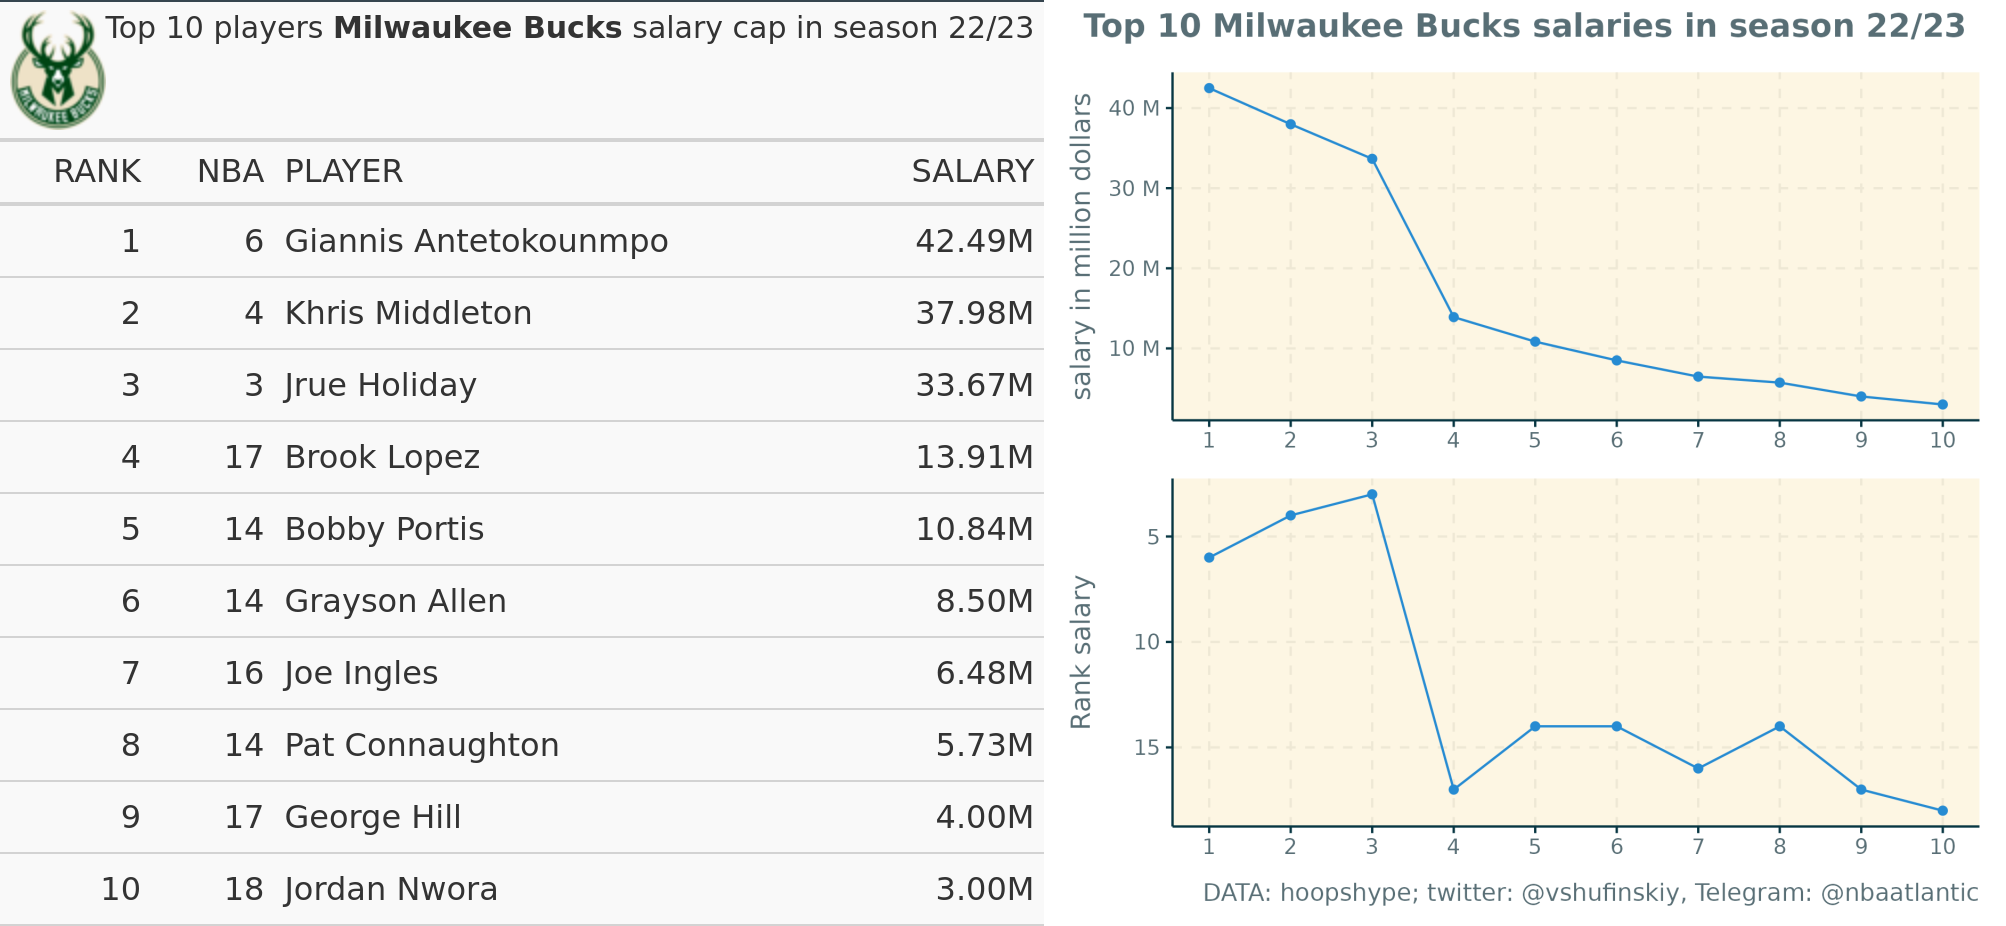 Top 10 players Milwaukee Bucks salary cap in season 22/23
MILWAUKEE BUCKS
RANK NBA PLAYER SALARY
1 6 Giannis Antetokounmpo 42.49M
2 4 Khris Middleton 37.98M
3 3 Jrue Holiday 33.67M
4 17 Brook Lopez 13.91M
5 14 Bobby Portis 10.84M
6 14 Grayson Allen 8.50M
7 16 Joe Ingles 6.48M
8 14 Pat Connaughton 5.73M
9 17 George Hill 4.00M
10 18 Jordan Nwora 3.00M
Top 10 Milwaukee Bucks salaries in season 22/23
salary in million dollars
40 M
30 M
20 M
10 M
1 2 3 4 5 6 7 8 9 10
Rank salary
5
10
15
1 2 3 4 5 6 7 8 9 10
DATA: hoopshype; twitter: @vshufinskiy, Telegram: @nbaatlantic